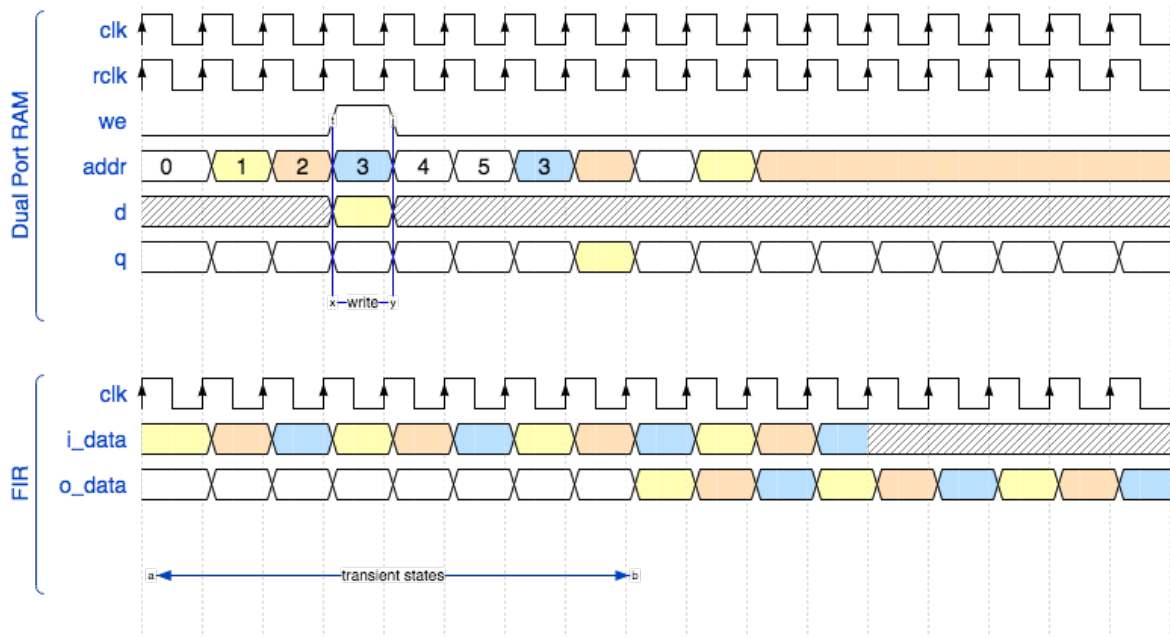 Dual Port RAM
clk
rclk
we
addr 0 1 2 3 4 5 3
d
q
x write y
FIR
clk
i_data
o_data
a transient states b